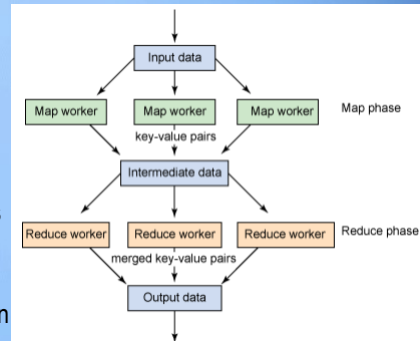 Input data
Map worker Map worker Map worker Map phase
key-value pairs
Intermediate data
Reduce worker Reduce worker Reduce worker Reduce phase
merged key-value pairs
Output data